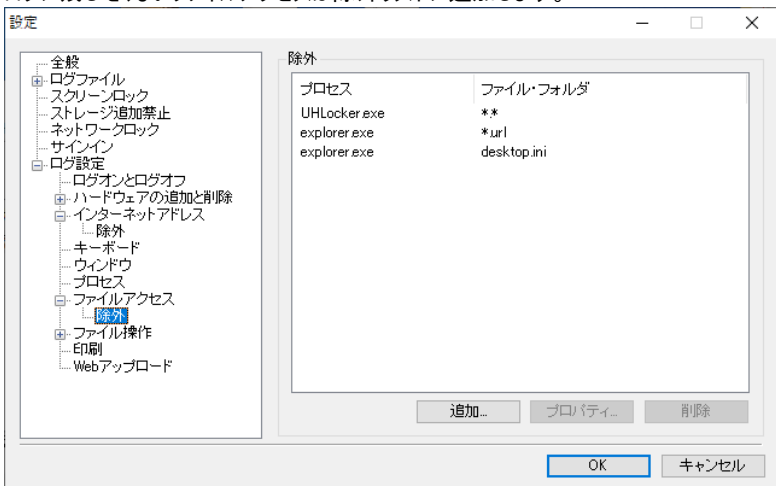 設定
全般
ログファイル
スクリーンロック
ストレージ追加禁止
ネットワークロック
サインイン
ログ設定
ログオンとログオフ
ハードウェアの追加と削除
インターネットアドレス
除外
キーボード
ウィンドウ
プロセス
ファイルアクセス
除外
ファイル操作
印刷
Webアップロード
除外
プロセス ファイル・フォルダ
UHLocker.exe *.*
explorer.exe *.url
explorer.exe desktop.ini
追加... プロパティ... 削除
OK キャンセル